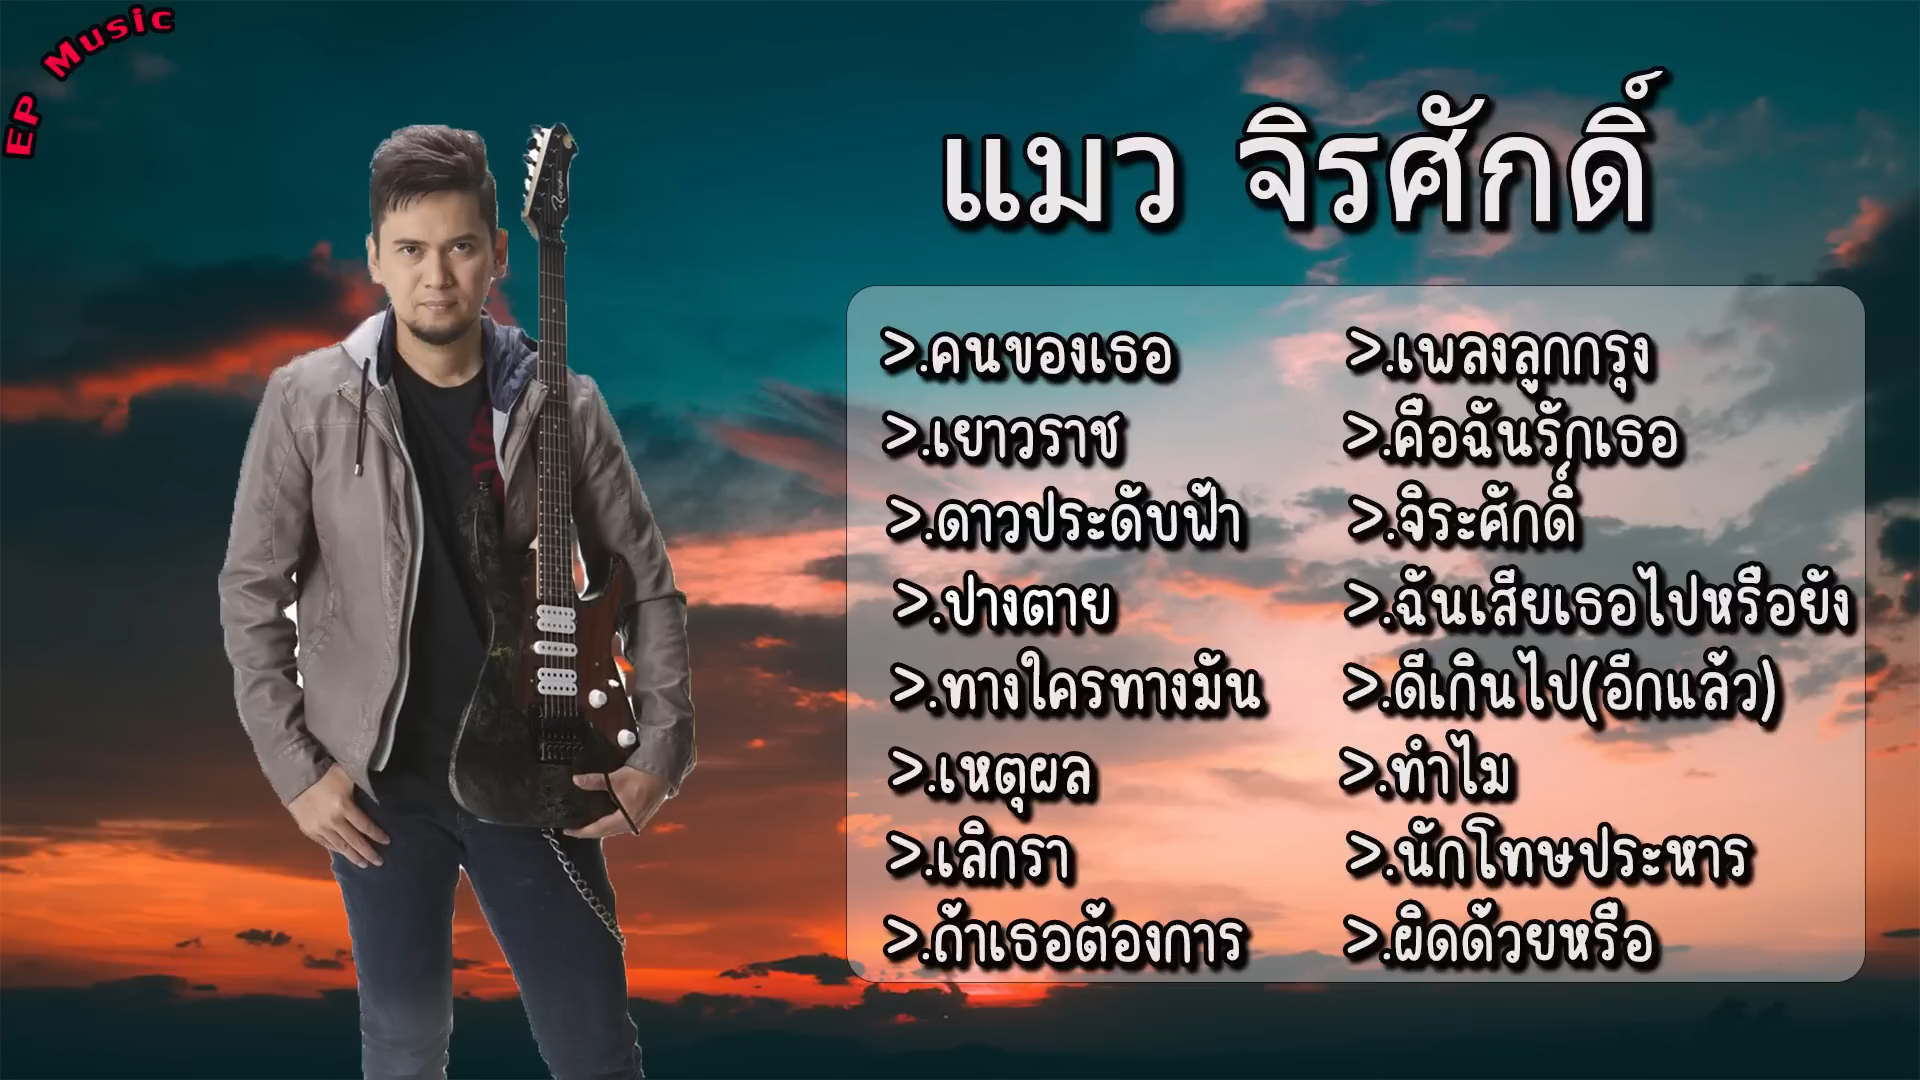 EP Music
แมว จิรศักดิ์
>.คนของเธอ
>.เยาวราช
>.ดาวประดับฟ้า
>.ปางตาย
>.ทางใครทางมัน
>.เหตุผล
>.เลิกรา
>.ถ้าเธอต้องการ
>.เพลงลูกกรุง
>.คือฉันรักเธอ
>.จิระศักดิ์
>.ฉันเสียเธอไปหรือยัง
>.ดีเกินไป(อีกแล้ว)
>.ทำไม
>.นักโทษประหาร
>.ผิดด้วยหรือ